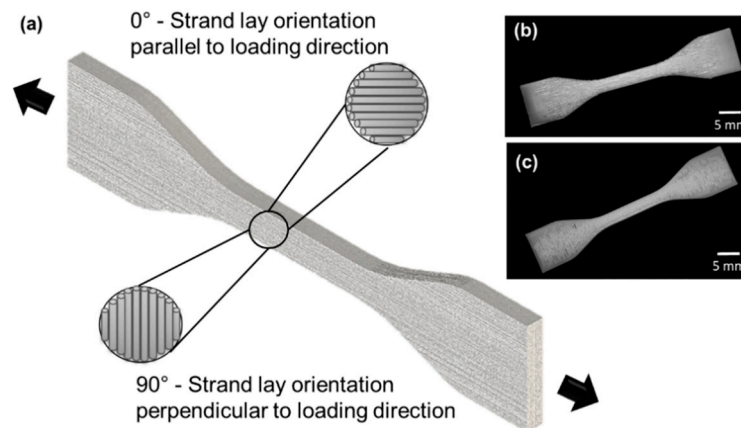 (a)
0° - Strand lay orientation
parallel to loading direction
(b)
5 mm
(c)
5 mm
90° - Strand lay orientation
perpendicular to loading direction